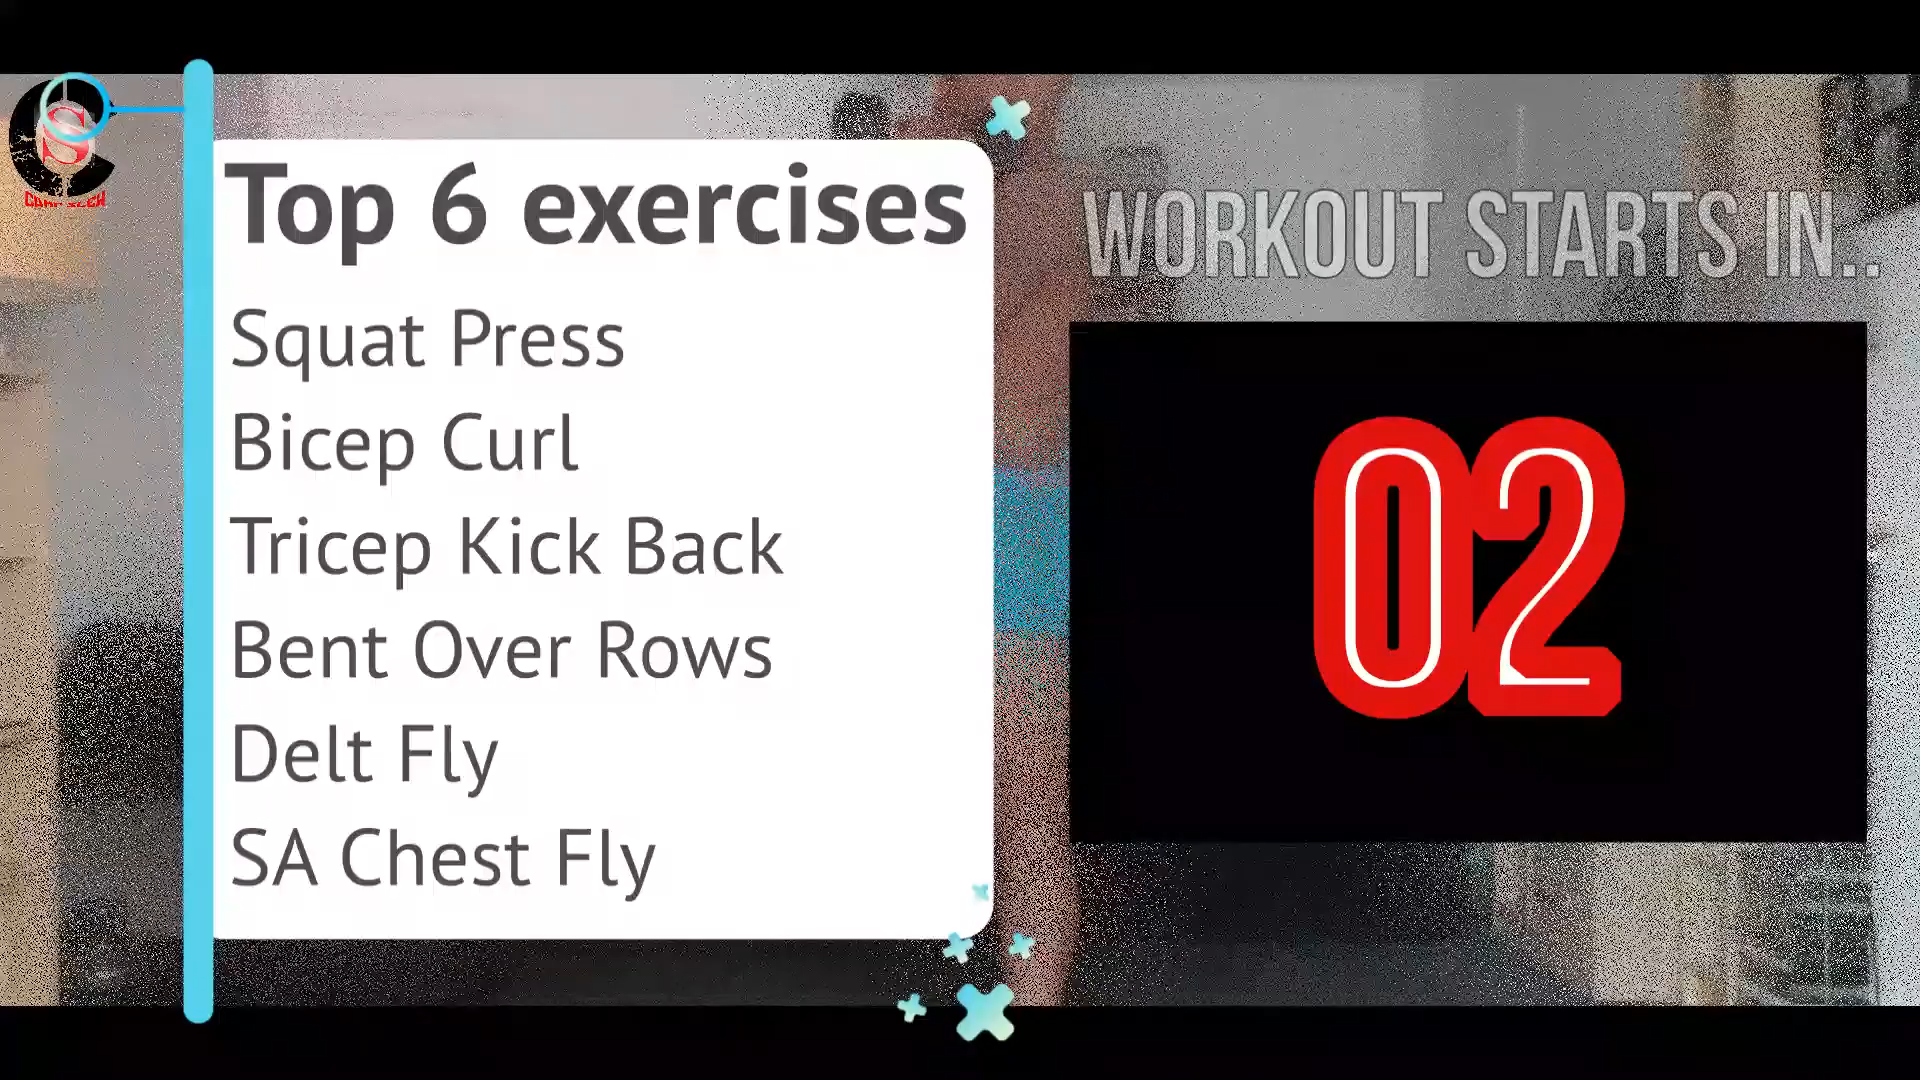 Top 6 exercises
Squat Press
Bicep Curl
Tricep Kick Back
Bent Over Rows
Delt Fly
SA Chest Fly
WORKOUT STARTS IN..
02